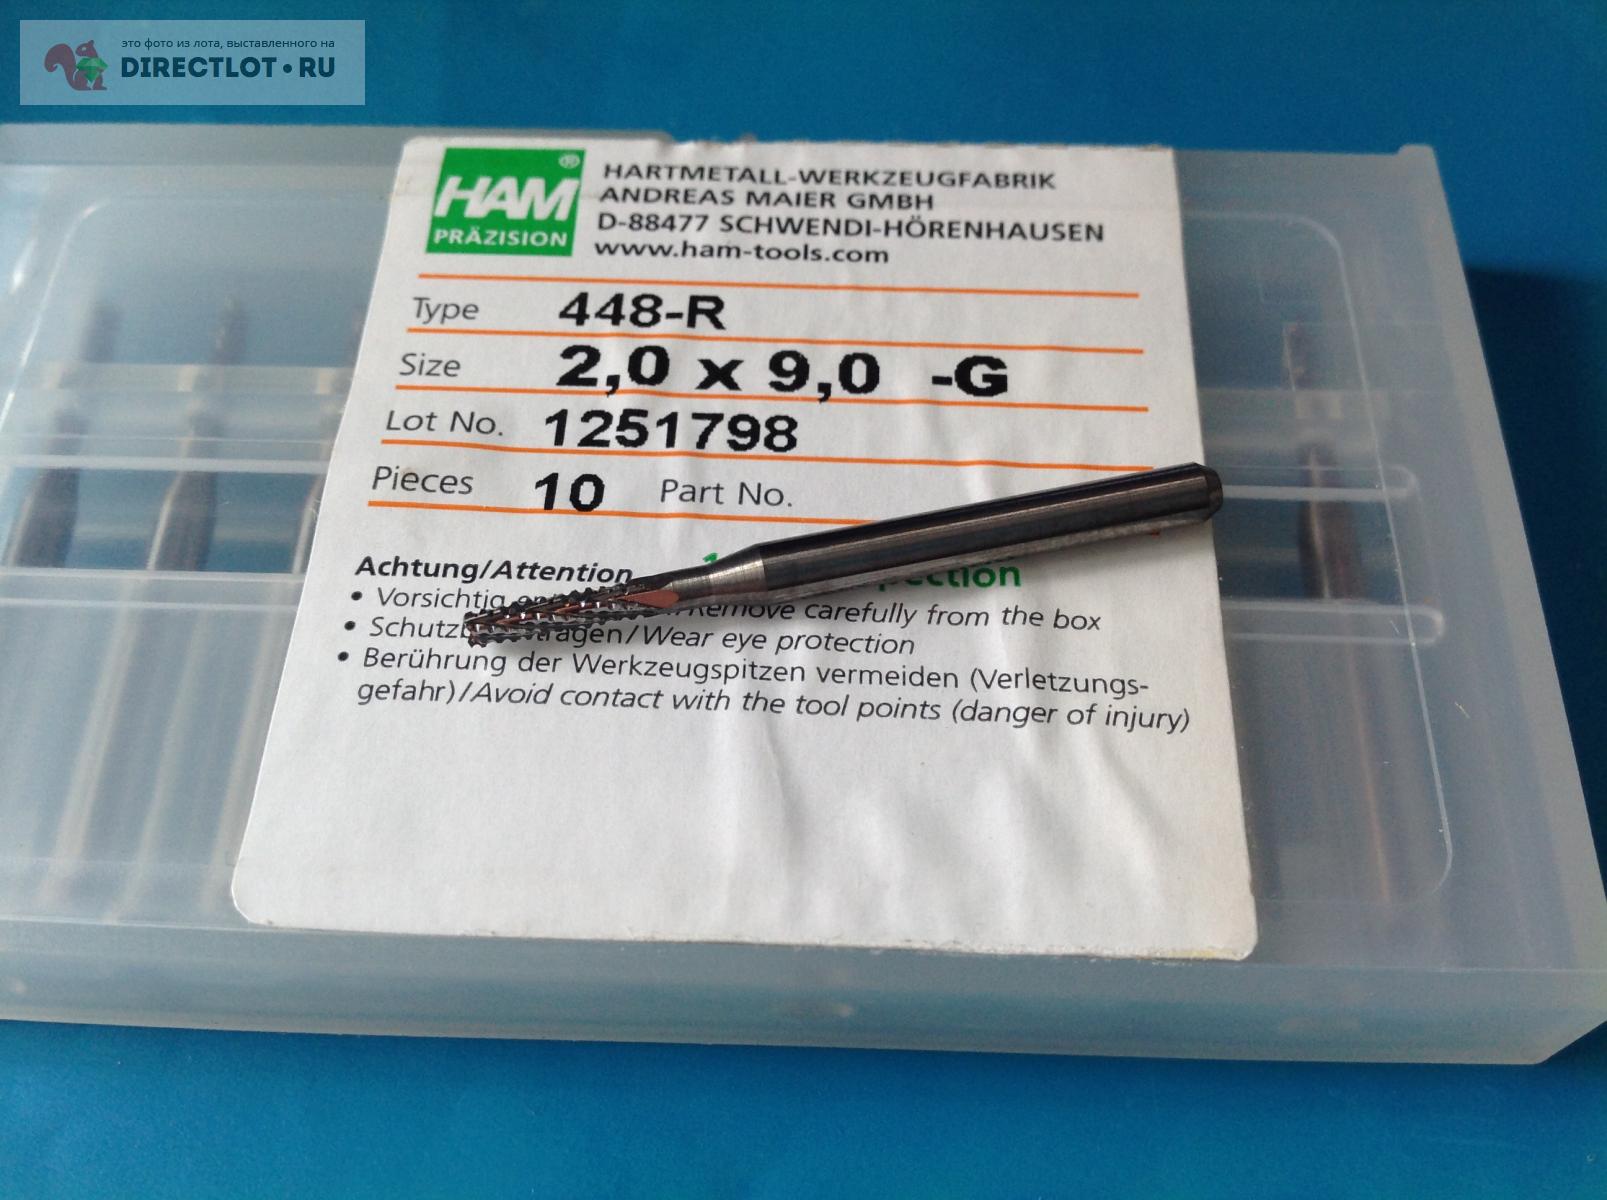 это фото из лота, выставленного на
DIRECTLOT•RU
HAM®
PRÄZISION
HARTMETALL-WERKZEUGFABRIK
ANDREAS MAIER GMBH
D-88477 SCHWENDI-HÖRENHAUSEN
www.ham-tools.com
Type 448-R
Size 2,0 x 9,0 -G
Lot No. 1251798
Pieces 10 Part No.
Achtung/Attention
• Vorsichtig Remove carefully from the box
• tragen/Wear eye protection
• Berührung der Werkzeugspitzen vermeiden (Verletzungs-
gefahr)/Avoid contact with the tool points (danger of injury)